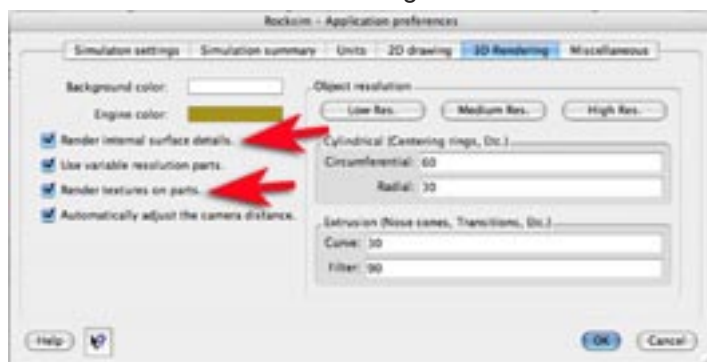 Rocksim - Application preferences
Simulaton settings Simulation summary Units 2D drawing 3D Rendering Miscellaneous
Background color:
Engine color:
Render internal surface details.
Use variable resolution parts.
Render textures on parts.
Automatically adjust the camera distance.
Object resolution
Low Res. Medium Res. High Res.
Cylindrical (Centering rings, Etc.)
Circumferential: 60
Radial: 30
Extrusion (Nose cones, Transitions, Etc.)
Curve: 30
Filter: 90
Help OK Cancel